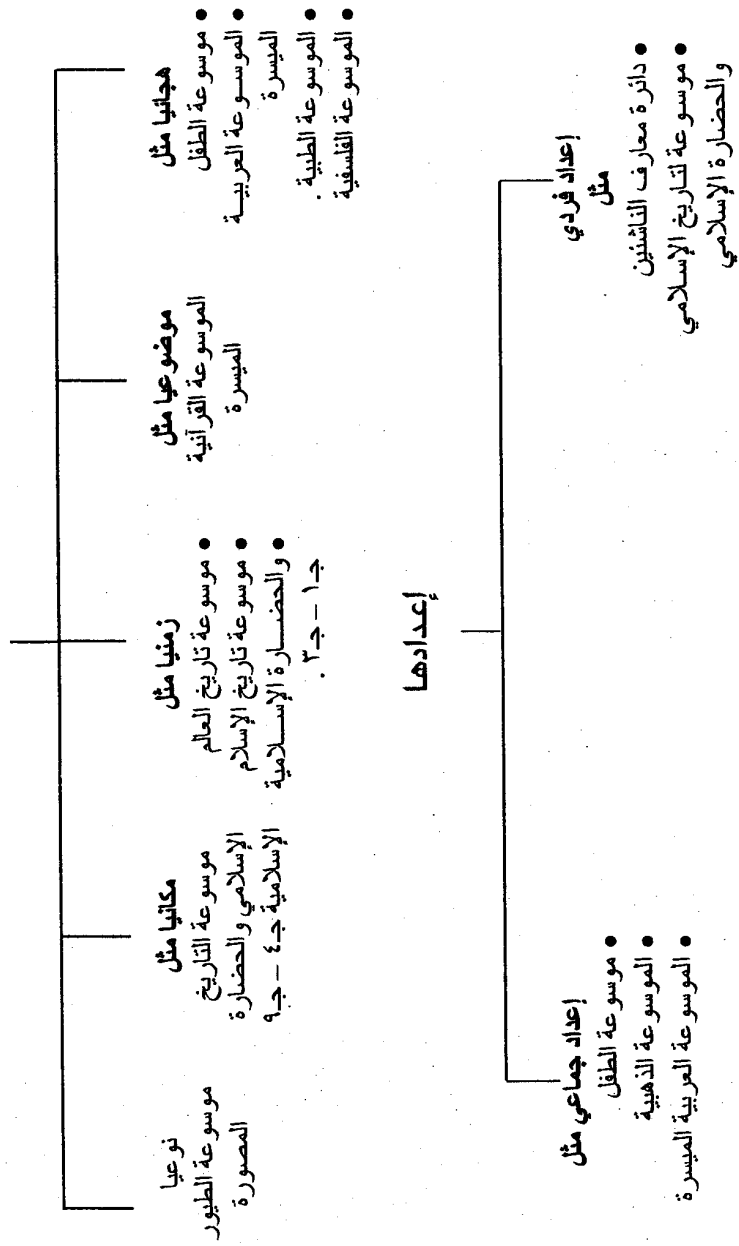 هجائيا مثل
• موسوعة الطفل
• الموسوعة العربية
الميسرة
• الموسوعة الطبية .
• الموسوعة الفلسفية
موضوعيا مثل
الموسوعة القرآنية
الميسرة
زمنيا مثل
• موسوعة تاريخ العالم
• موسوعة تاريخ الإسلام
• والحضارة الإسلامية
جـ١ – جـ٣ .
مكانيا مثل
موسوعة التاريخ
الإسلامي والحضارة
الإسلامية جـ٤ – جـ٩
نوعيا
موسوعة الطيور
المصورة
إعدادها
إعداد فردي
مثل
• دائرة معارف الناشئين
• موسوعة لتاريخ الإسلامي
والحضارة الإسلامي
إعداد جماعي مثل
• موسوعة الطفل
• الموسوعة الذهبية
• الموسوعة العربية الميسرة